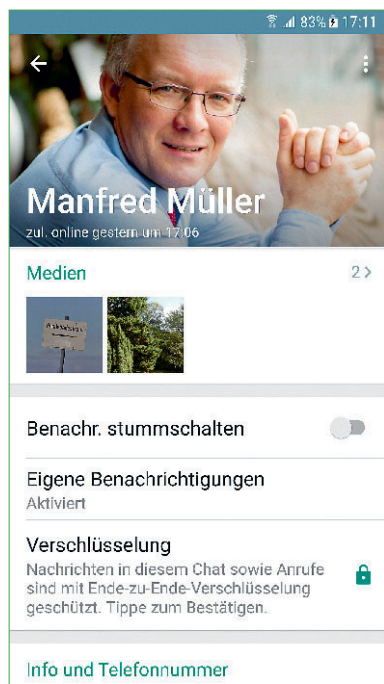 83% 17:11
Manfred Müller
zul. online gestern um 17:06
Medien 2 >
Benachr. stummschalten
Eigene Benachrichtigungen
Aktiviert
Verschlüsselung
Nachrichten in diesem Chat sowie Anrufe
sind mit Ende-zu-Ende-Verschlüsselung
geschützt. Tippe zum Bestätigen.
Info und Telefonnummer